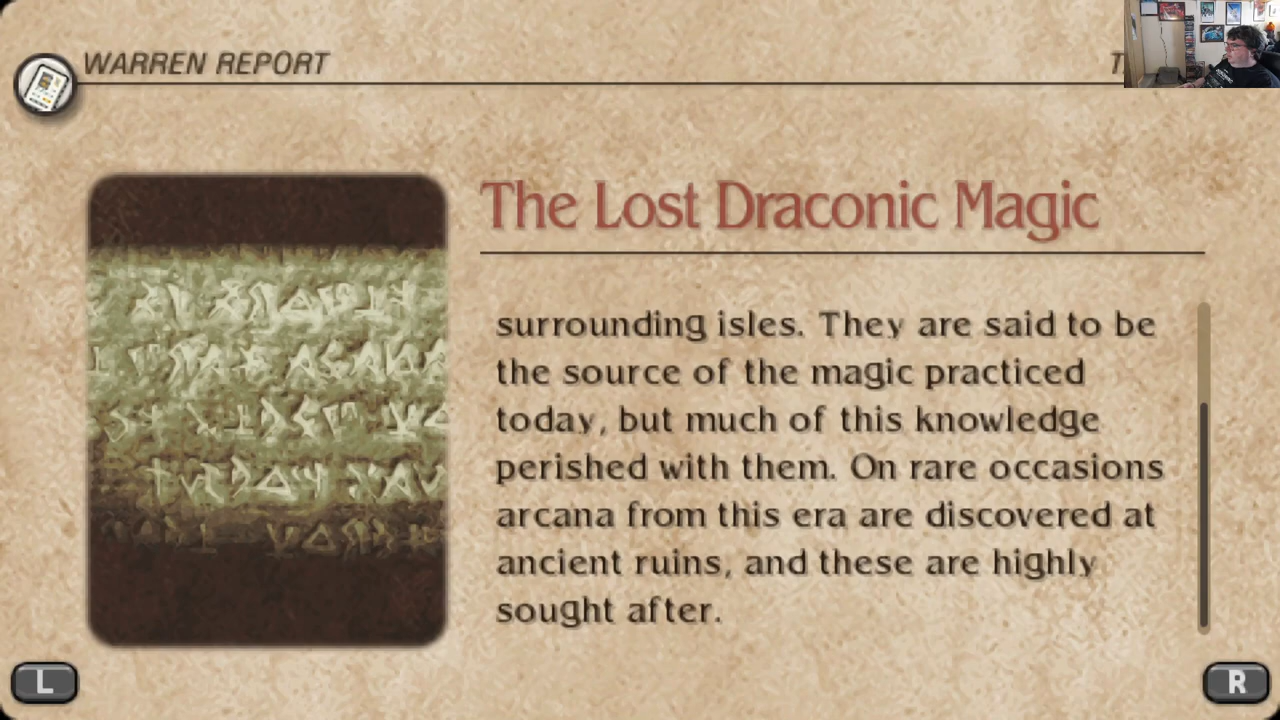 WARREN REPORT
The Lost Draconic Magic
surrounding isles. They are said to be
the source of the magic practiced
today, but much of this knowledge
perished with them. On rare occasions
arcana from this era are discovered at
ancient ruins, and these are highly
sought after.
L
R